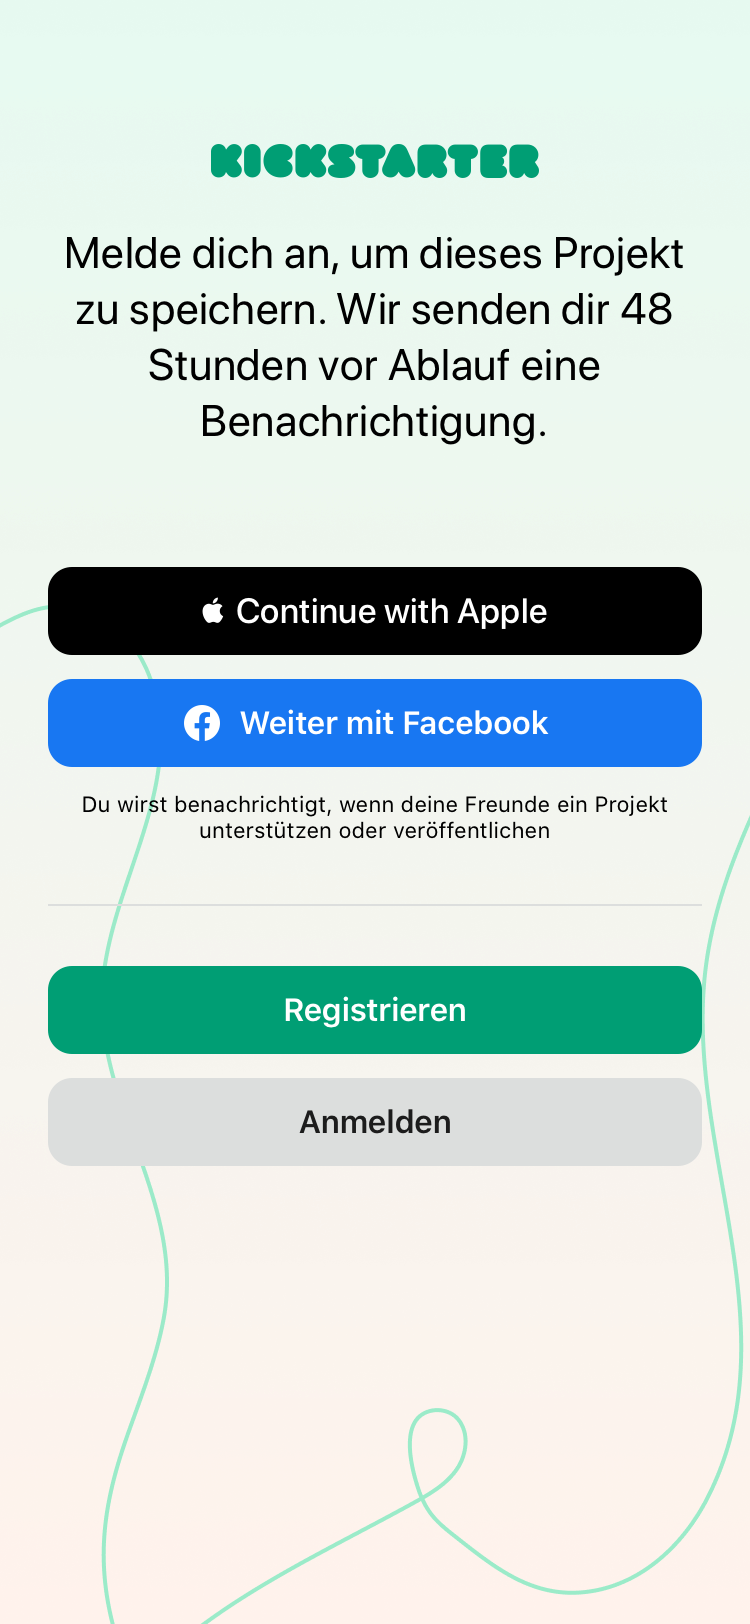 KICKSTARTER
Melde dich an, um dieses Projekt
zu speichern. Wir senden dir 48
Stunden vor Ablauf eine
Benachrichtigung.
Continue with Apple
Weiter mit Facebook
Du wirst benachrichtigt, wenn deine Freunde ein Projekt
unterstützen oder veröffentlichen
Registrieren
Anmelden